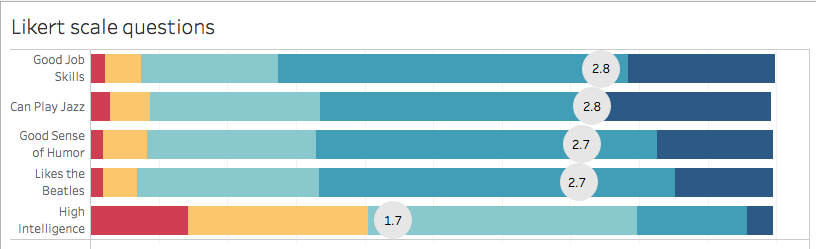 Likert scale questions
Good Job
Skills
2.8
Can Play Jazz
2.8
Good Sense
of Humor
2.7
Likes the
Beatles
2.7
High
Intelligence
1.7